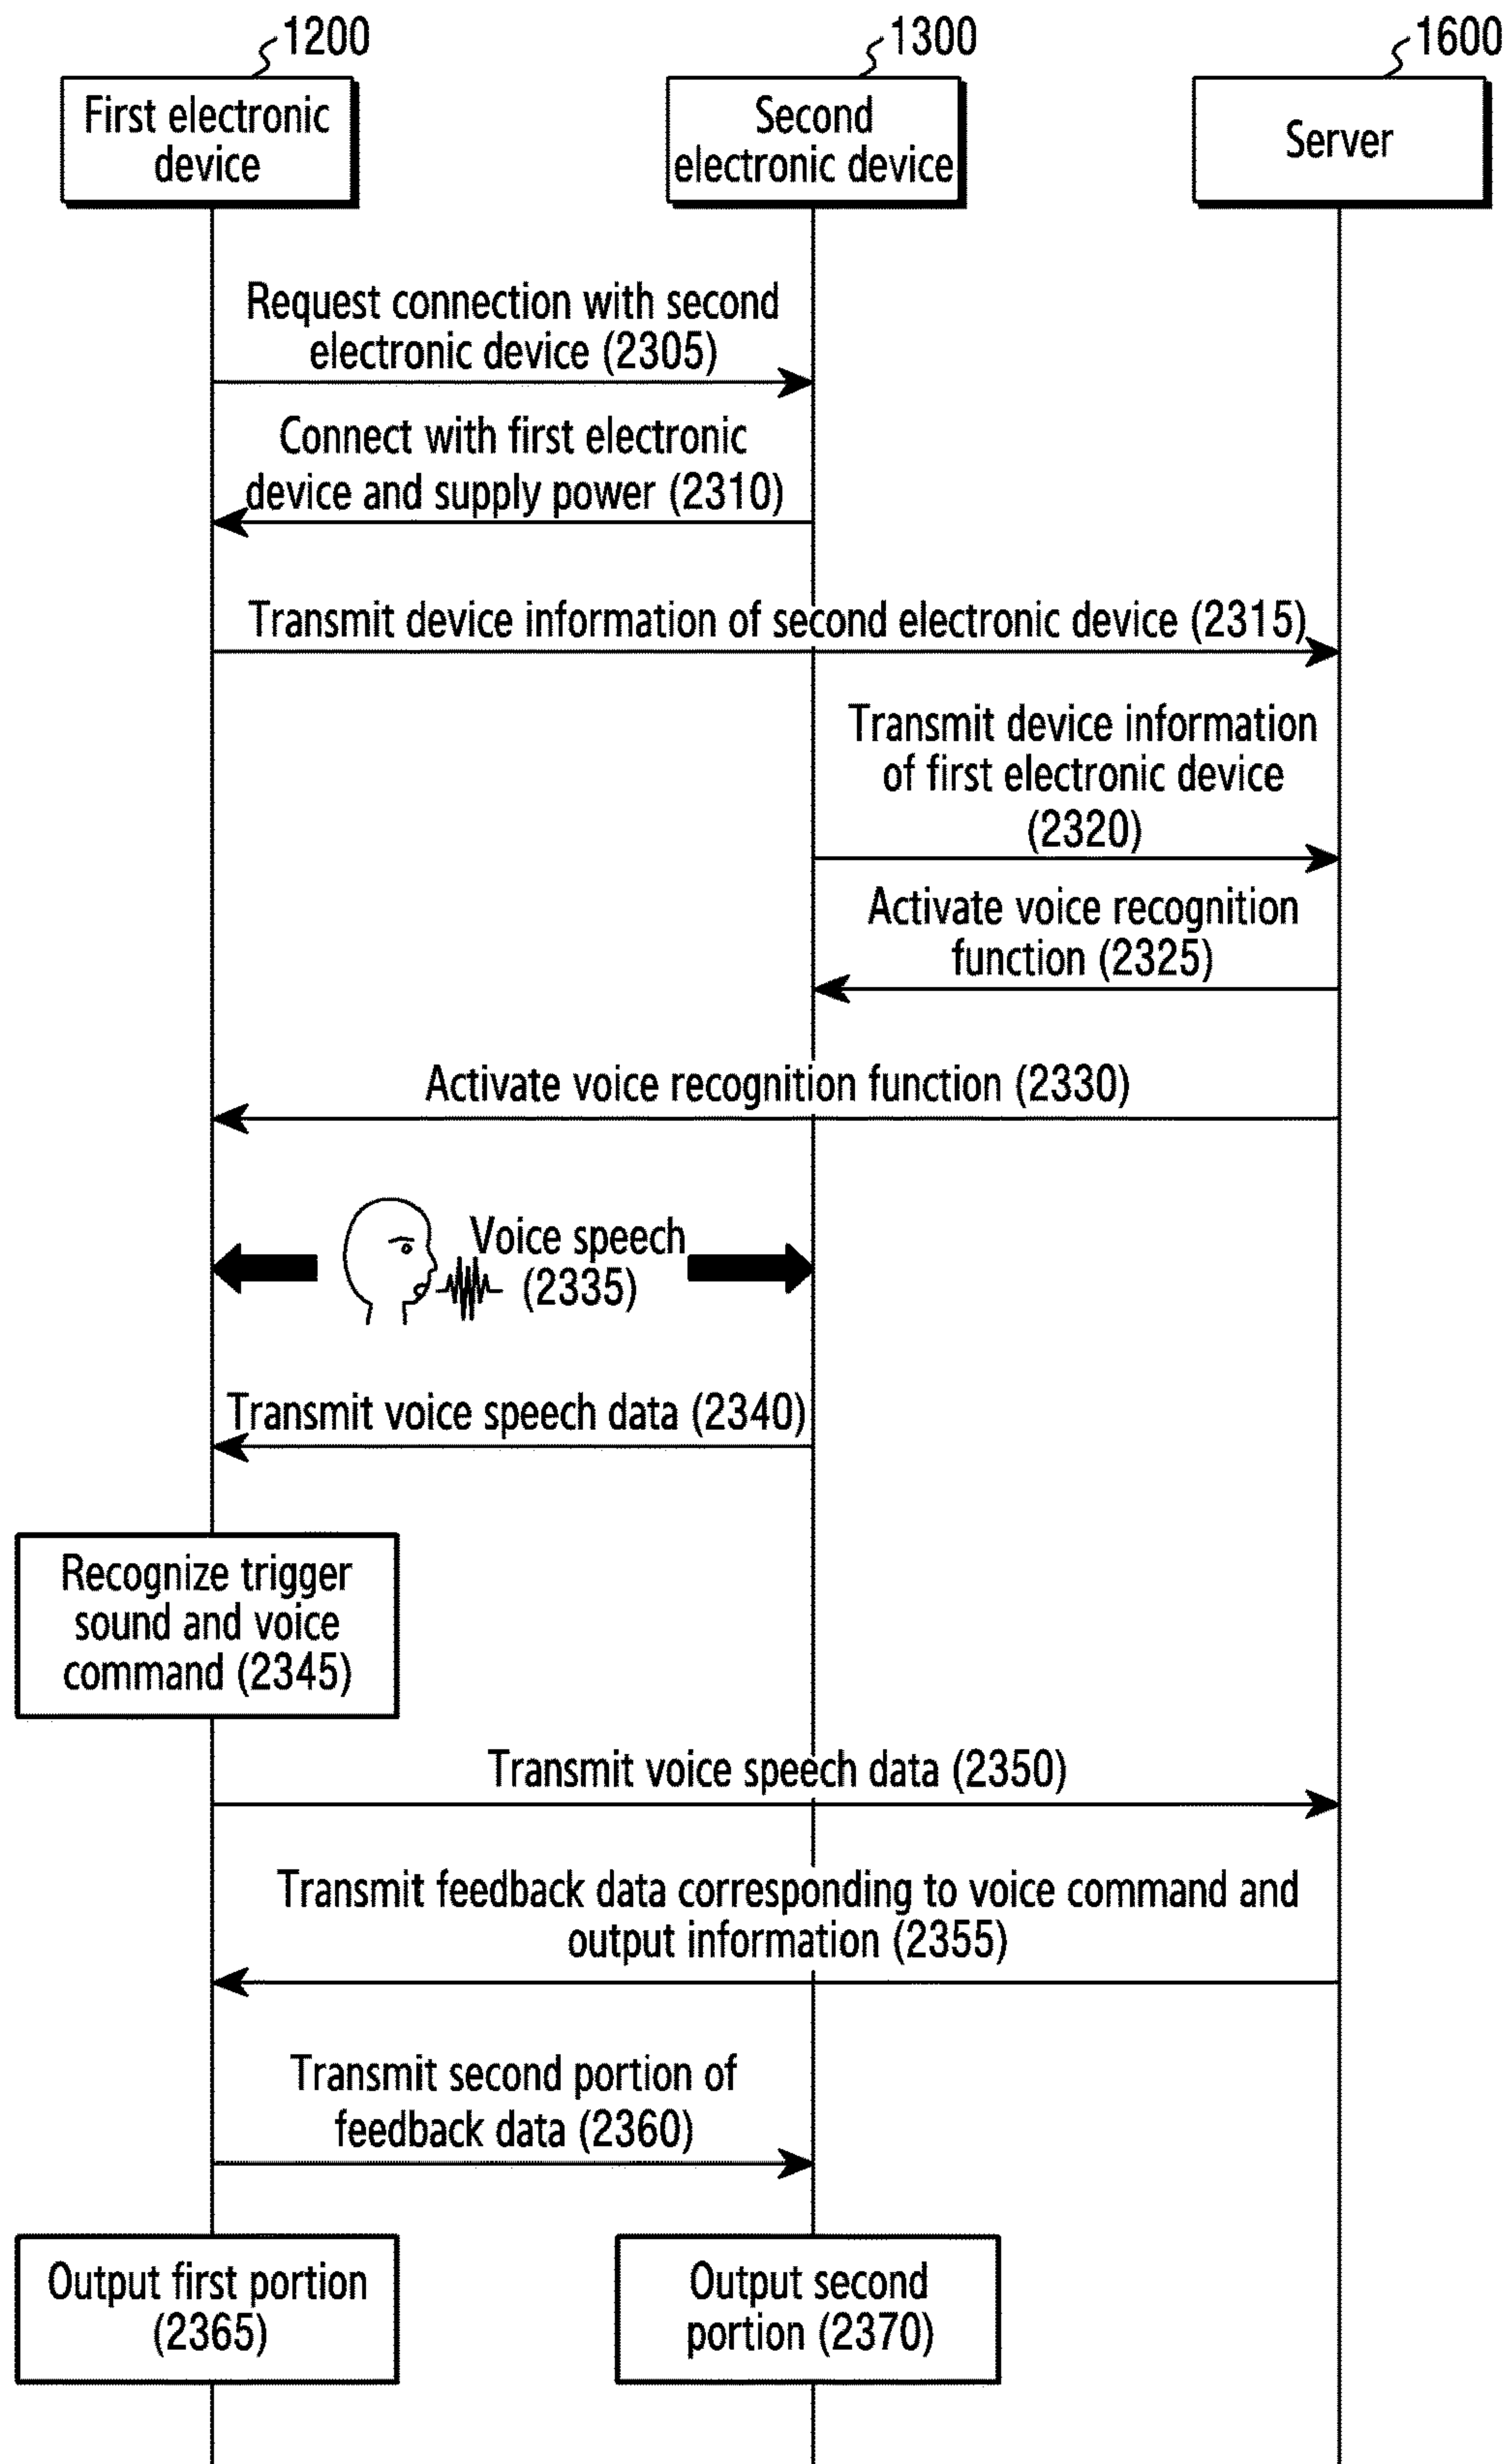 1200
1300
1600
First electronic
device
Second
electronic device
Server
Request connection with second
electronic device (2305)
Connect with first electronic
device and supply power (2310)
Transmit device information of second electronic device (2315)
Transmit device information
of first electronic device
(2320)
Activate voice recognition
function (2325)
Activate voice recognition function (2330)
Voice speech
(2335)
Transmit voice speech data (2340)
Recognize trigger
sound and voice
command (2345)
Transmit voice speech data (2350)
Transmit feedback data corresponding to voice command and
output information (2355)
Transmit second portion of
feedback data (2360)
Output first portion
(2365)
Output second
portion (2370)